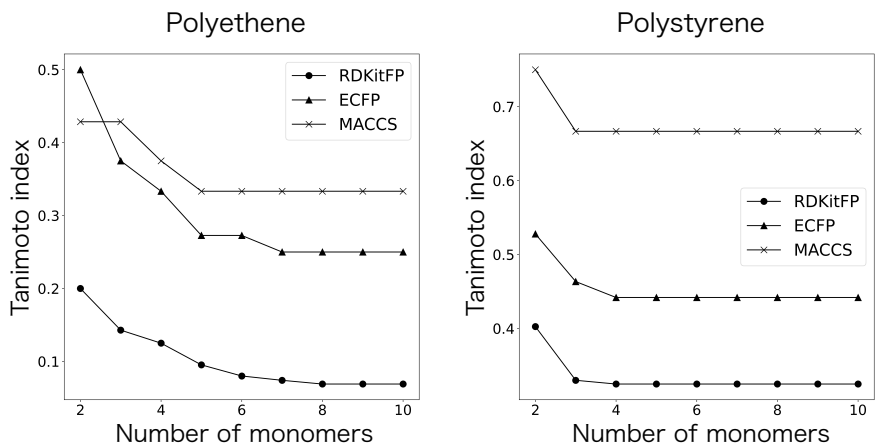 Polyethene
Tanimoto index
0.5
0.4
0.3
0.2
0.1
RDKitFP
ECFP
MACCS
2 4 6 8 10
Number of monomers
Polystyrene
Tanimoto index
0.7
0.6
0.5
0.4
RDKitFP
ECFP
MACCS
2 4 6 8 10
Number of monomers